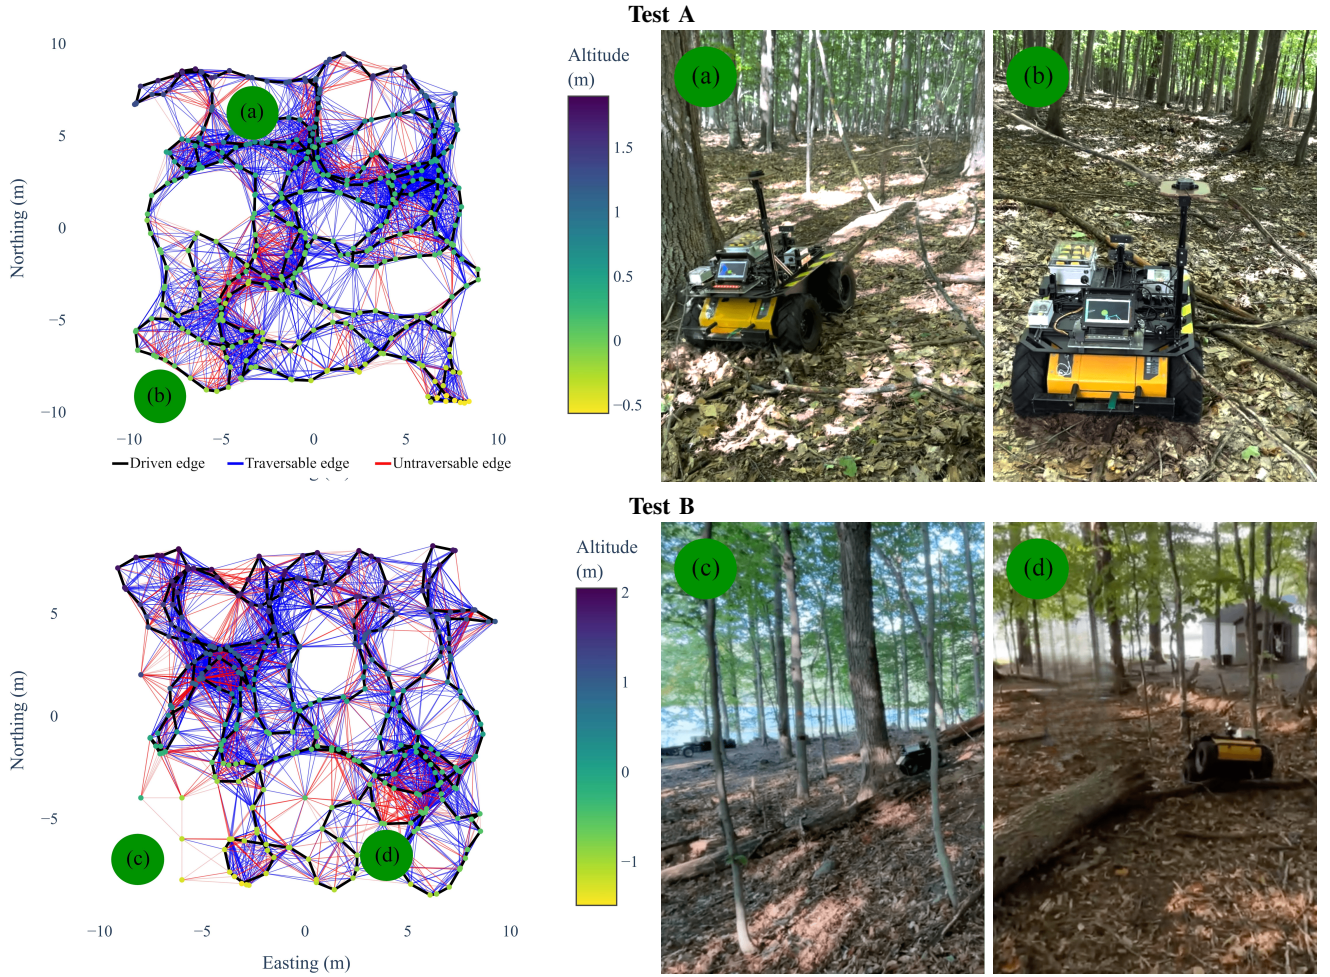 Test A
10
5
0
−5
−10
Northing (m)
−10
−5
0
5
10
(a)
(b)
Altitude
(m)
1.5
1
0.5
0
−0.5
(a)
(b)
Driven edge
Traversable edge
Untraversable edge
Test B
5
0
−5
Northing (m)
−10
−5
0
5
10
Easting (m)
(c)
(d)
Altitude
(m)
2
1
0
−1
(c)
(d)